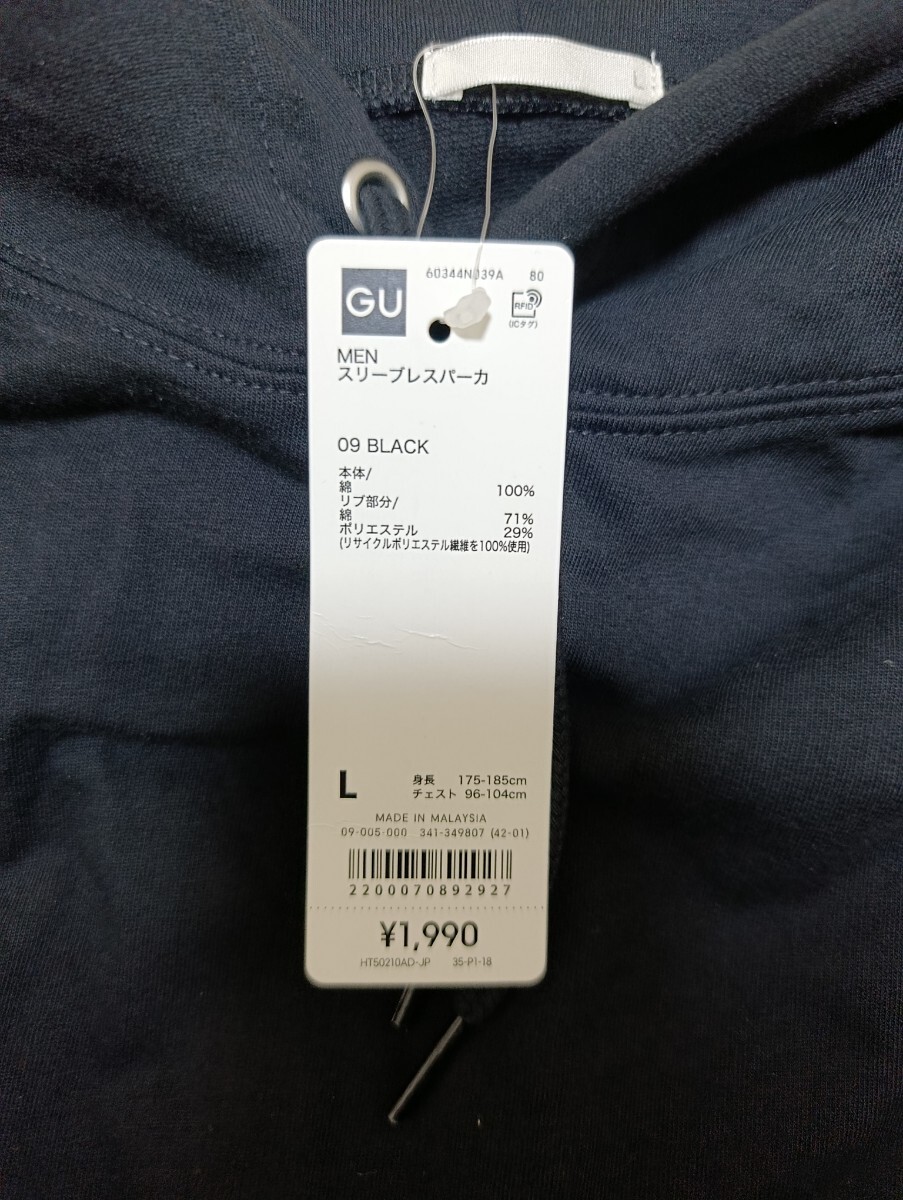 L
60344N039A 80
GU
RFID
(ICタグ)
MEN
スリーブレスパーカ
09 BLACK
本体/
綿 100%
リブ部分/
綿 71%
ポリエステル 29%
(リサイクルポリエステル繊維を100%使用)
L 身長 175-185cm
チェスト 96-104cm
MADE IN MALAYSIA
09-005-000 341-349807 (42-01)
2200070892927
¥1,990
HT50210AD-JP 35-P1-18